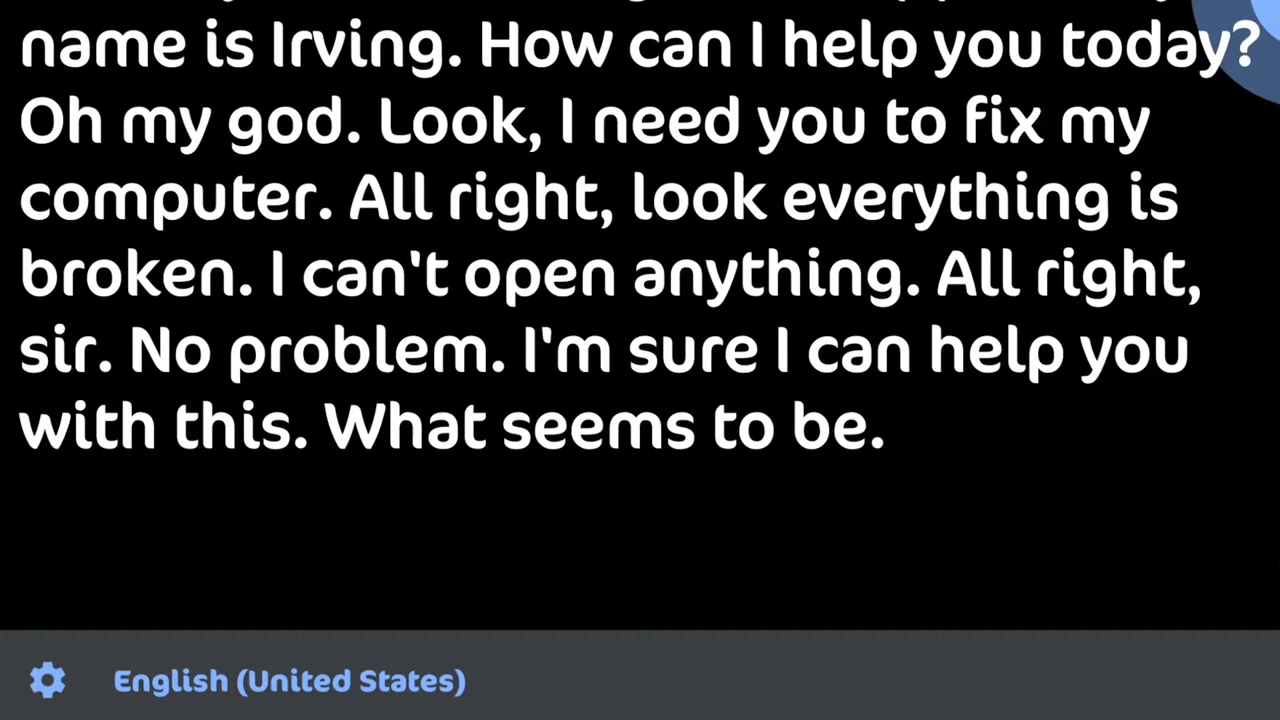 name is Irving. How can I help you today?
Oh my god. Look, I need you to fix my
computer. All right, look everything is
broken. I can't open anything. All right,
sir. No problem. I'm sure I can help you
with this. What seems to be.
English (United States)